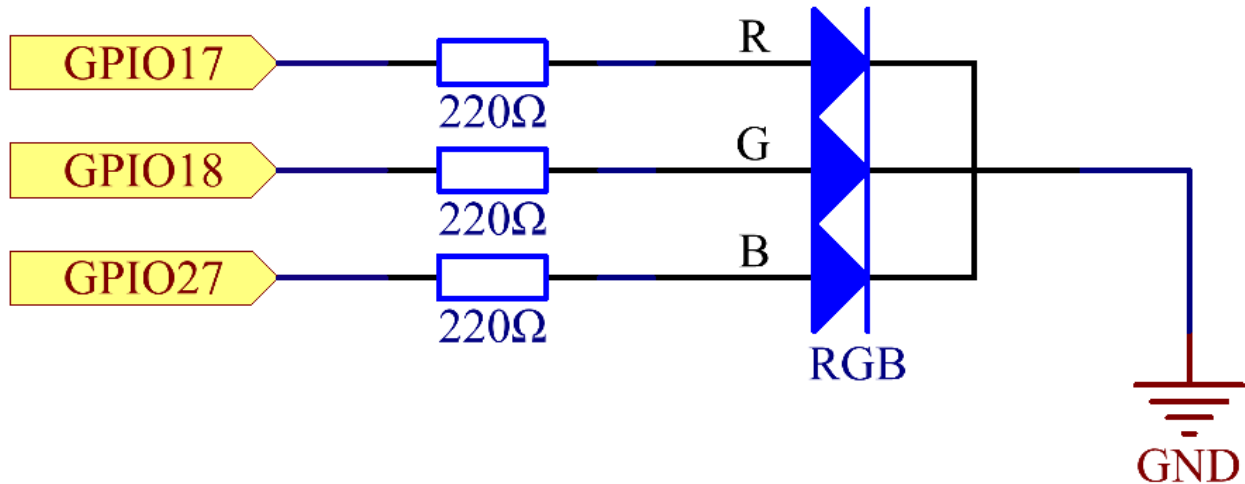 GPIO17
R
220Ω
GPIO18
G
220Ω
GPIO27
B
220Ω
RGB
GND